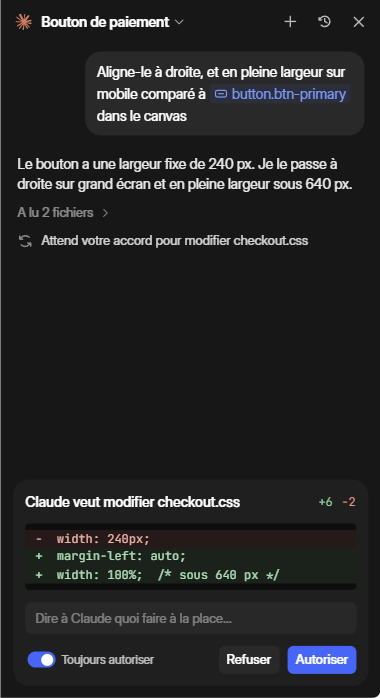 Bouton de paiement
Aligne-le à droite, et en pleine largeur sur
mobile comparé à button.btn-primary
dans le canvas
Le bouton a une largeur fixe de 240 px. Je le passe à
droite sur grand écran et en pleine largeur sous 640 px.
A lu 2 fichiers
Attend votre accord pour modifier checkout.css
Claude veut modifier checkout.css +6 -2
- width: 240px;
+ margin-left: auto;
+ width: 100%; /* sous 640 px */
Dire à Claude quoi faire à la place...
Toujours autoriser Refuser Autoriser